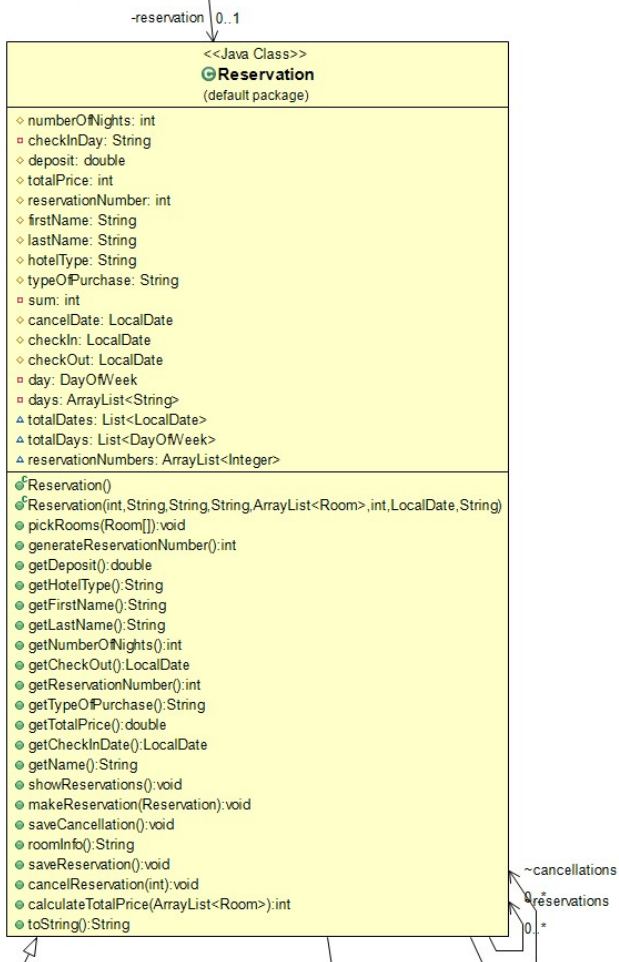 -reservation 0..1
<<Java Class>>
Reservation
(default package)
numberOfNights: int
checkInDay: String
deposit: double
totalPrice: int
reservationNumber: int
firstName: String
lastName: String
hotelType: String
typeOfPurchase: String
sum: int
cancelDate: LocalDate
checkIn: LocalDate
checkOut: LocalDate
day: DayOfWeek
days: ArrayList<String>
totalDates: List<LocalDate>
totalDays: List<DayOfWeek>
reservationNumbers: ArrayList<Integer>
Reservation()
Reservation(int,String,String,String,ArrayList<Room>,int,LocalDate,String)
pickRooms(Room[]):void
generateReservationNumber():int
getDeposit():double
getHotelType():String
getFirstName():String
getLastName():String
getNumberOfNights():int
getCheckOut():LocalDate
getReservationNumber():int
getTypeOfPurchase():String
getTotalPrice():double
getCheckInDate():LocalDate
getName():String
showReservations():void
makeReservation(Reservation):void
saveCancellation():void
roomInfo():String
saveReservation():void
cancelReservation(int):void
calculateTotalPrice(ArrayList<Room>):int
toString():String
~cancellations
0..*
~reservations
0..*